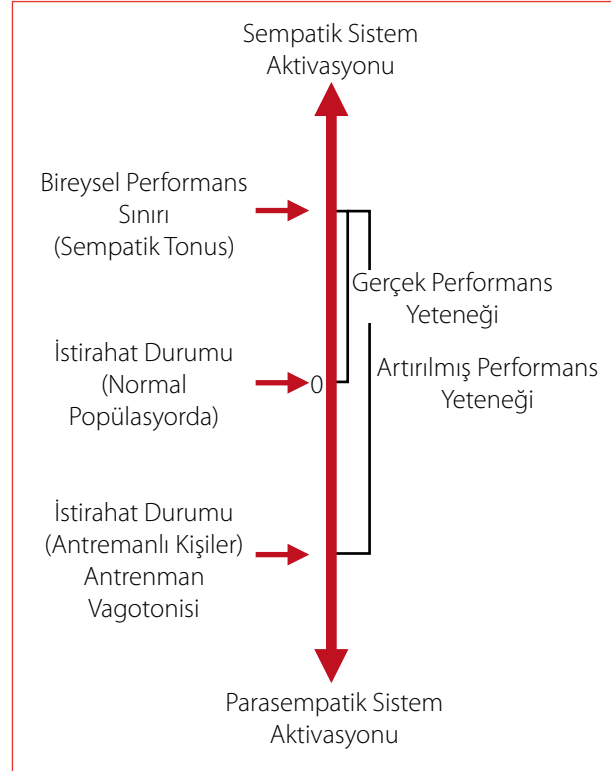 Sempatik Sistem
Aktivasyonu
Bireysel Performans
Sınırı
(Sempatik Tonus)
Gerçek Performans
Yeteneği
İstirahat Durumu
(Normal
Popülasyorda)
0
Artırılmış Performans
Yeteneği
İstirahat Durumu
(Antremanlı Kişiler)
Antrenman
Vagotonisi
Parasempatik Sistem
Aktivasyonu